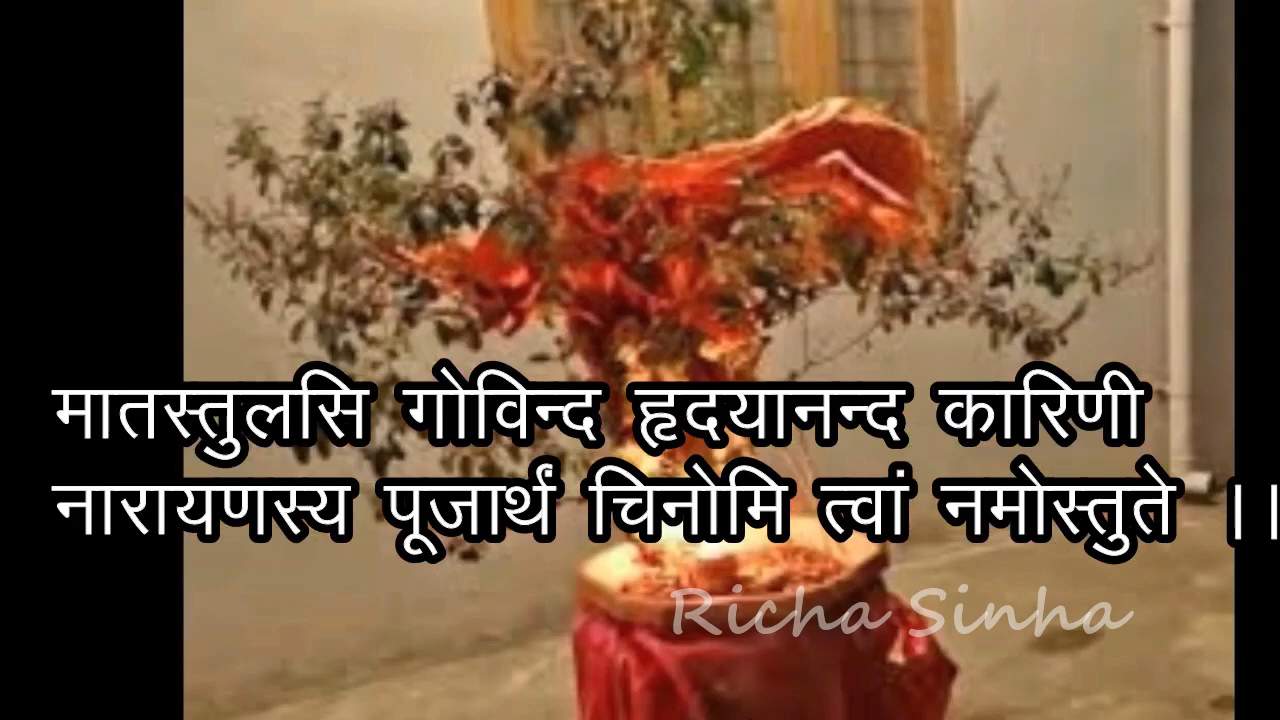 मातस्तुलसि गोविन्द हृदयानन्द कारिणी
नारायणस्य पूजार्थं चिनोमि त्वां नमोस्तुते ।।
Richa Sinha